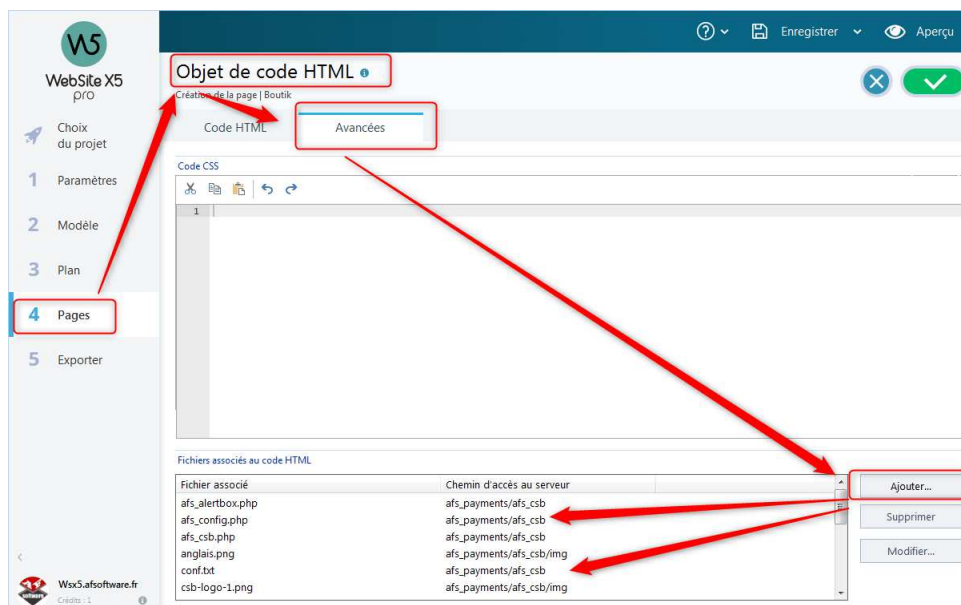 Enregistrer
Aperçu
W5
WebSite X5
pro
Objet de code HTML
Création de la page | Boutik
Code HTML
Avancées
Choix
du projet
1 Paramètres
2 Modèle
3 Plan
4 Pages
5 Exporter
Code CSS
1
Fichiers associés au code HTML
Fichier associé Chemin d'accès au serveur
afs_alertbox.php afs_payments/afs_csb
afs_config.php afs_payments/afs_csb
afs_csb.php afs_payments/afs_csb
anglais.png afs_payments/afs_csb/img
conf.txt afs_payments/afs_csb
csb-logo-1.png afs_payments/afs_csb/img
Ajouter...
Supprimer
Modifier...
Wsx5.afsoftware.fr
Crédits : 1